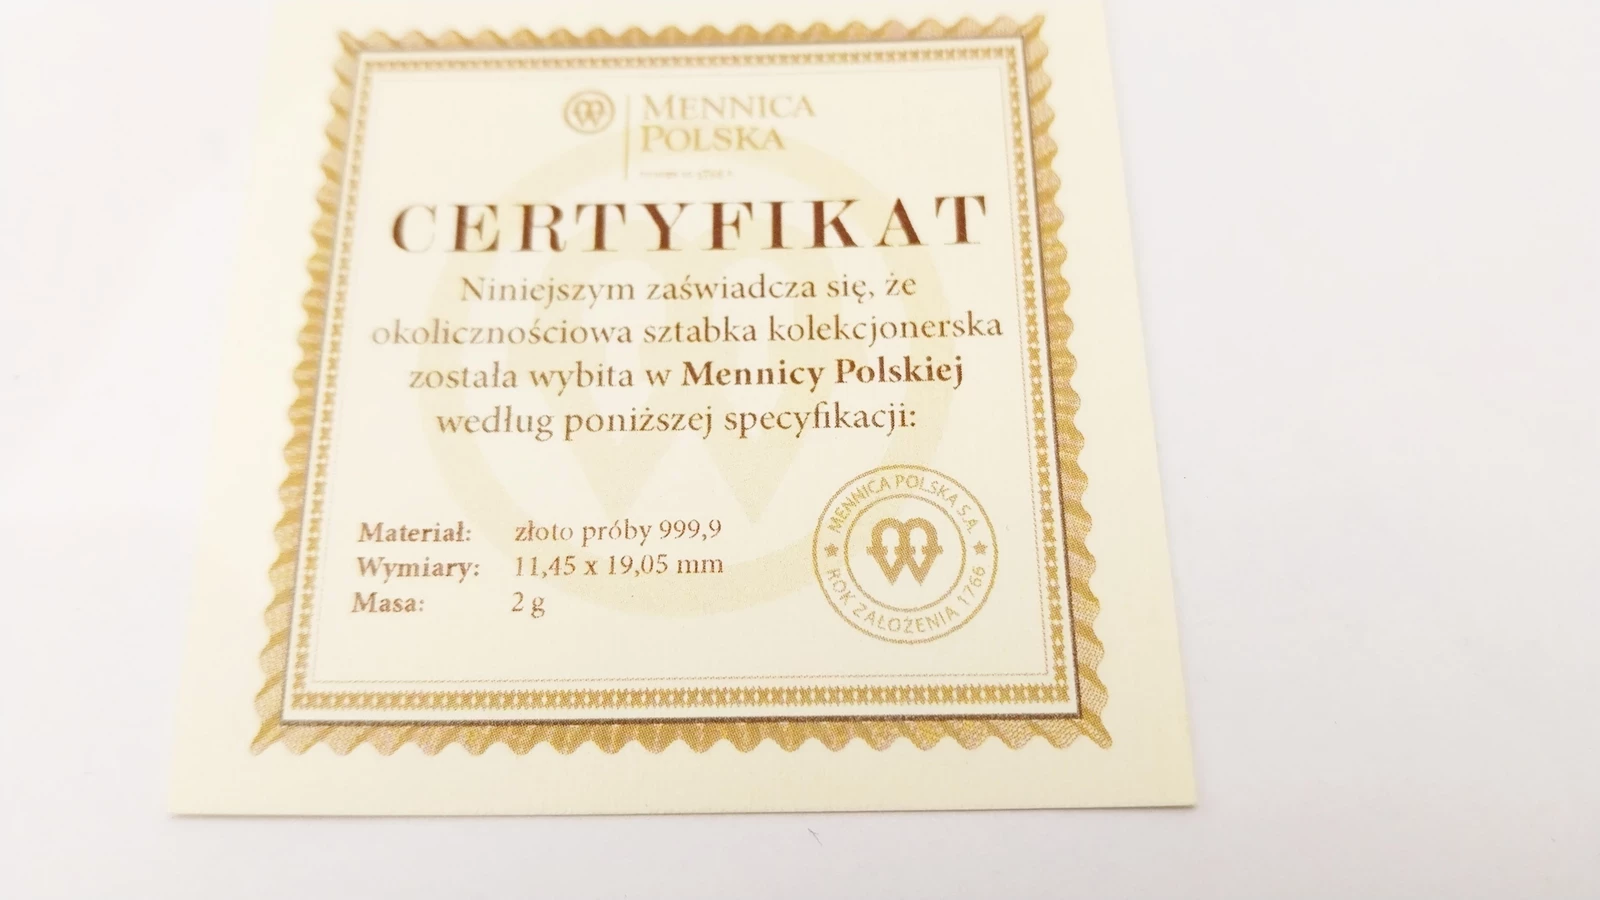 MENNICA
POLSKA
CERTYFIKAT
Niniejszym zaświadcza się, że
okolicznościowa sztabka kolekcjonerska
została wybita w Mennicy Polskiej
według poniższej specyfikacji:
Materiał: złoto próby 999,9
Wymiary: 11,45 x 19,05 mm
Masa: 2 g
MENNICA POLSKA S.A.
★ ROK ZAŁOŻENIA 1766 ★